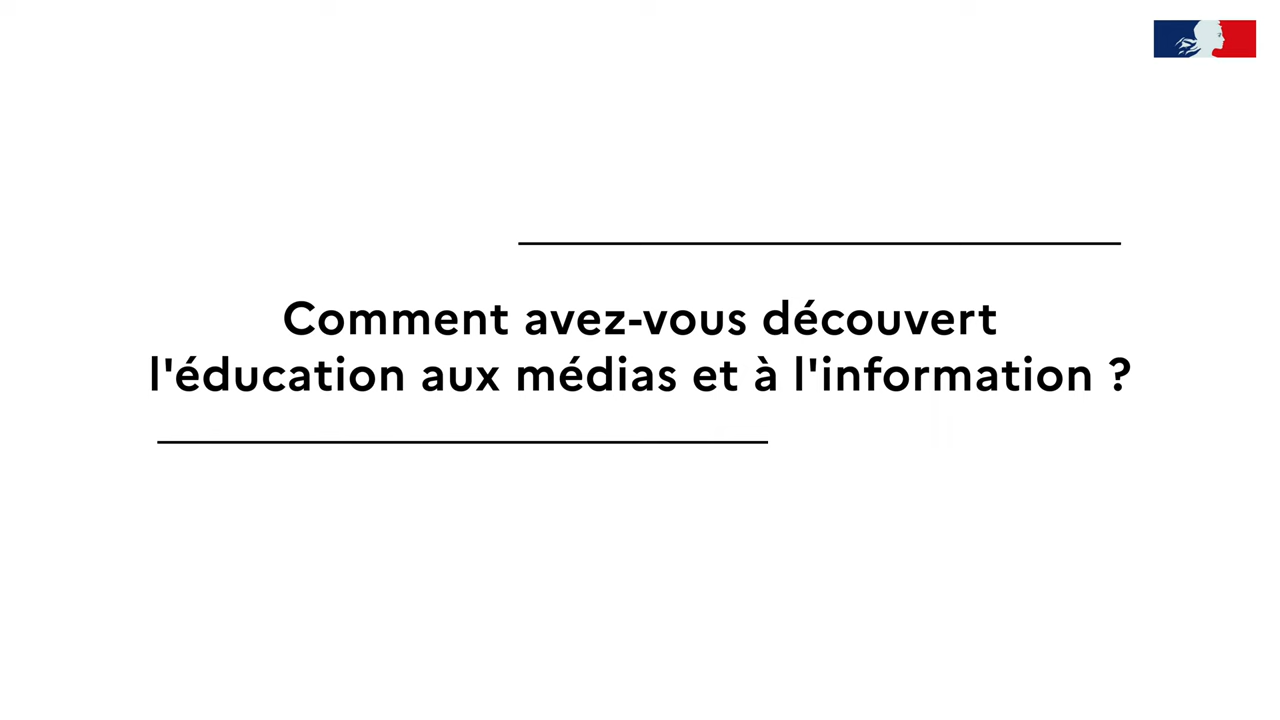 Comment avez-vous découvert
l'éducation aux médias et à l'information ?